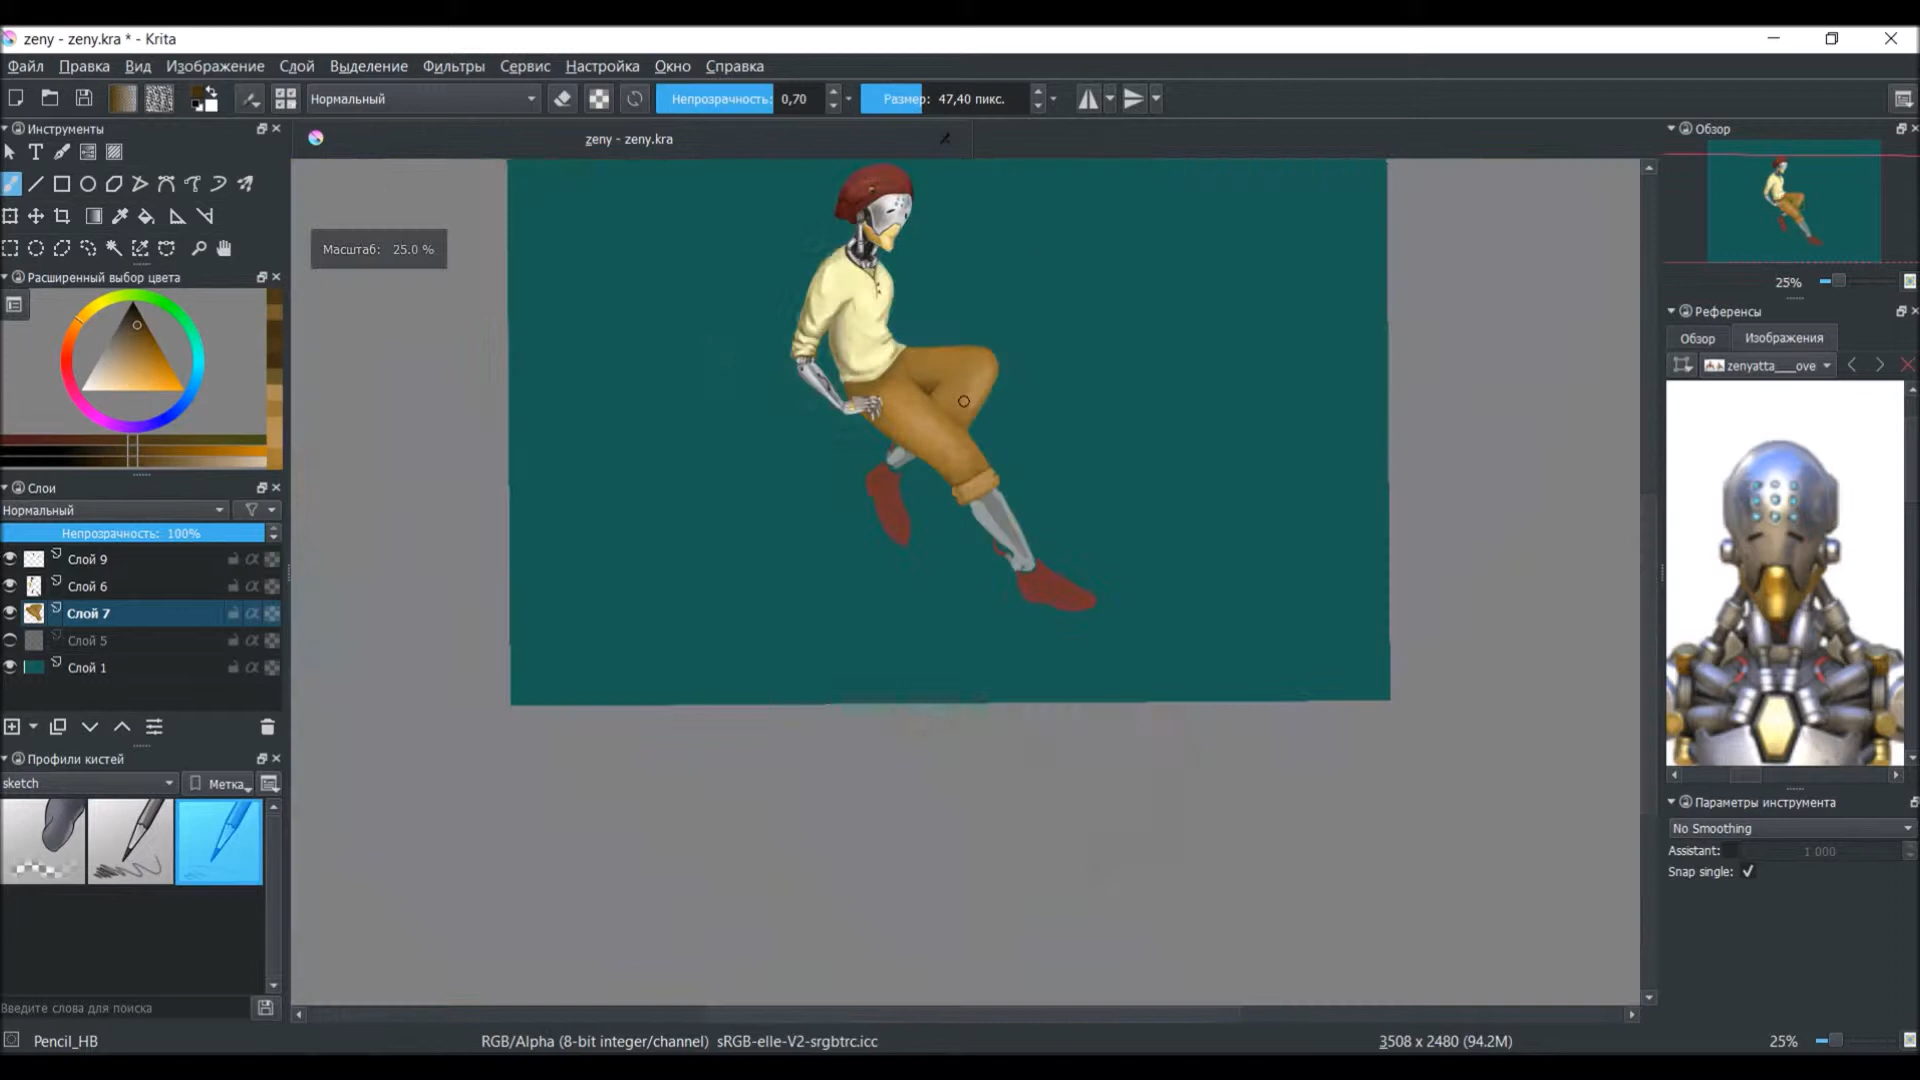 zeny - zeny.kra * - Krita
Файл Правка Вид Изображение Слой Выделение Фильтры Сервис Настройка Окно Справка
Нормальный Непрозрачность: 0,70 Размер: 47,40 пикс.
Инструменты
zeny - zeny.kra
Обзор
Масштаб: 25.0 %
Расширенный выбор цвета
25%
Референсы
Обзор Изображения
zenyatta___ove
Слои
Нормальный
Непрозрачность: 100%
Слой 9
Слой 6
Слой 7
Слой 5
Слой 1
Профили кистей
sketch Метка
Параметры инструмента
No Smoothing
Assistant: 1 000
Snap single:
Введите слова для поиска
Pencil_HB RGB/Alpha (8-bit integer/channel) sRGB-elle-V2-srgbtrc.icc 3508 x 2480 (94.2M) 25%